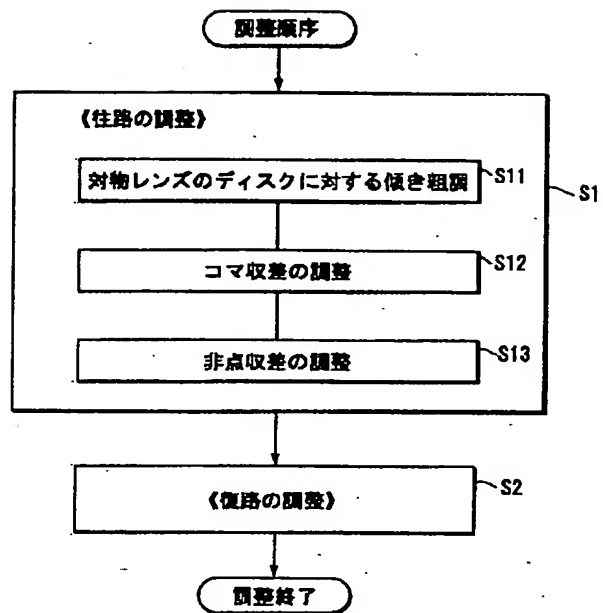 調整順序
《往路の調整》
対物レンズのディスクに対する傾き粗調
S11
S1
コマ収差の調整
S12
非点収差の調整
S13
《復路の調整》
S2
調整終了